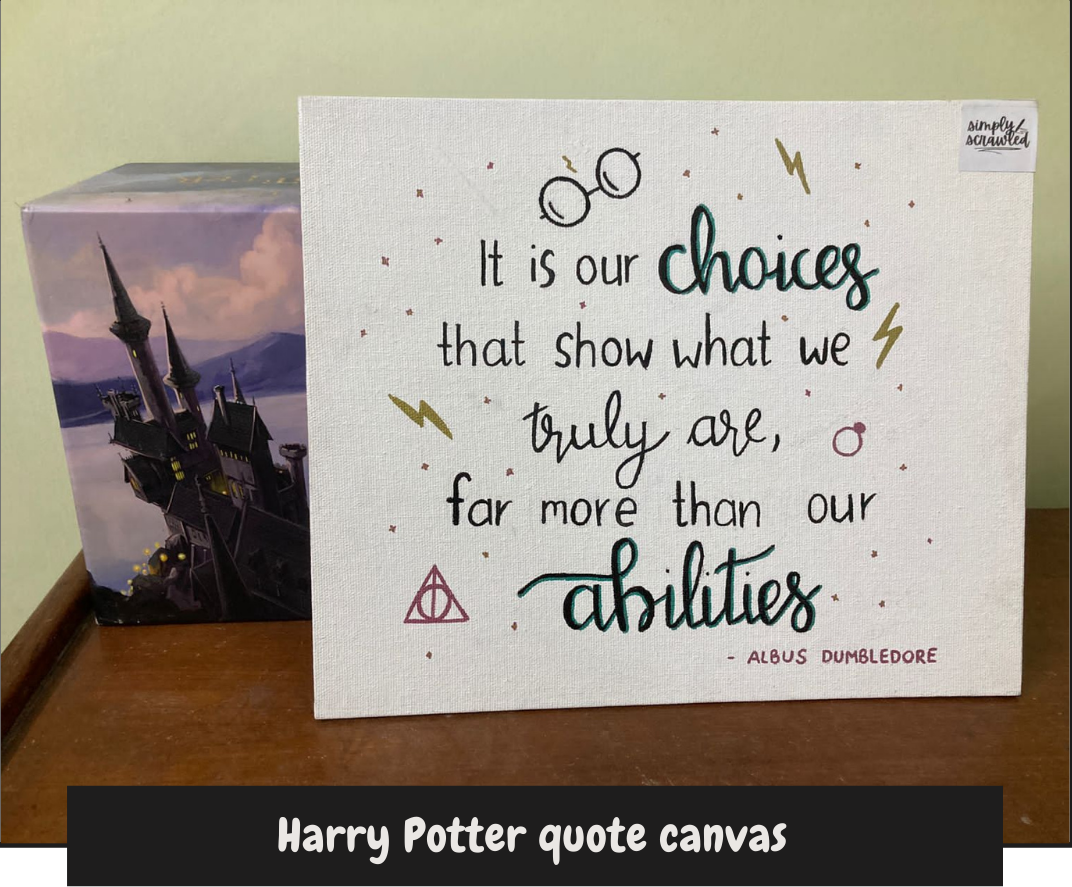 simply
scrawled
It is our choices
that show what we
truly are,
far more than our
abilities
- ALBUS DUMBLEDORE
Harry Potter quote canvas